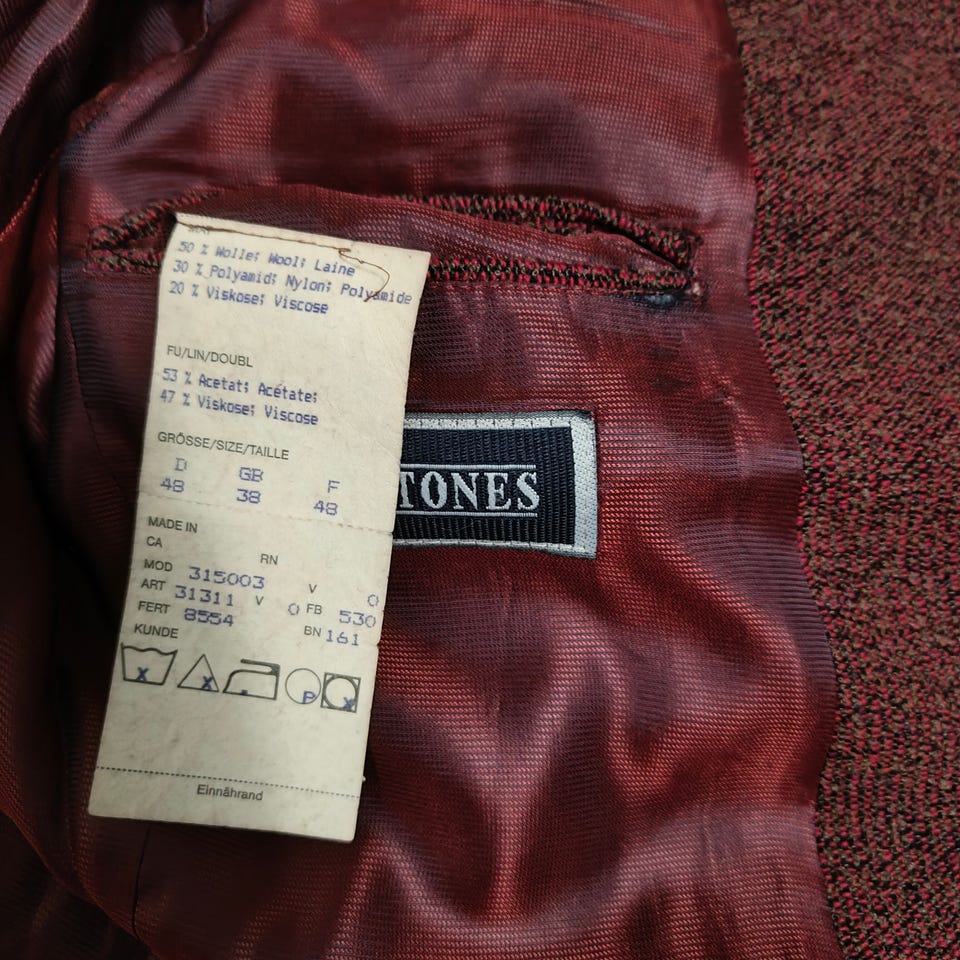 MAT
50 % Wolle; Wool; Laine
30 % Polyamid; Nylon; Polyamide
20 % Viskose; Viscose
FU/LIN/DOUBL
53 % Acetat; Acétate;
47 % Viskose; Viscose
GRÖSSE/SIZE/TAILLE
D GB F
48 38 48
MADE IN
CA RN
MOD 315003 V 0
ART 31311 V 0 FB 530
FERT 8554 BN 161
KUNDE
X X P X
Einnährand
TONES